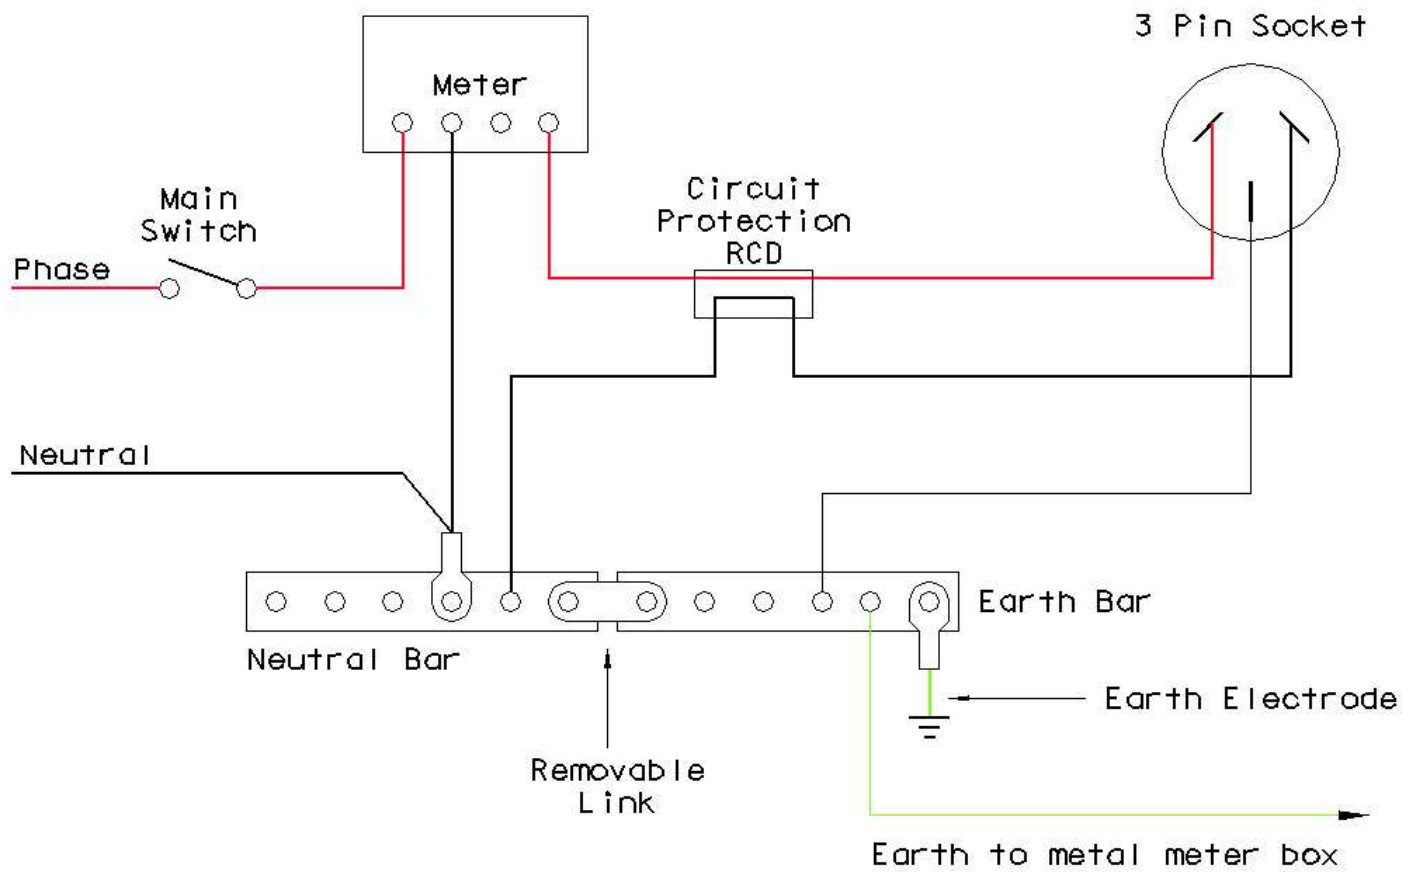 3 Pin Socket
Meter
Main
Switch
Circuit
Protection
RCD
Phase
Neutral
Earth Bar
Neutral Bar
Earth Electrode
Removable
Link
Earth to metal meter box